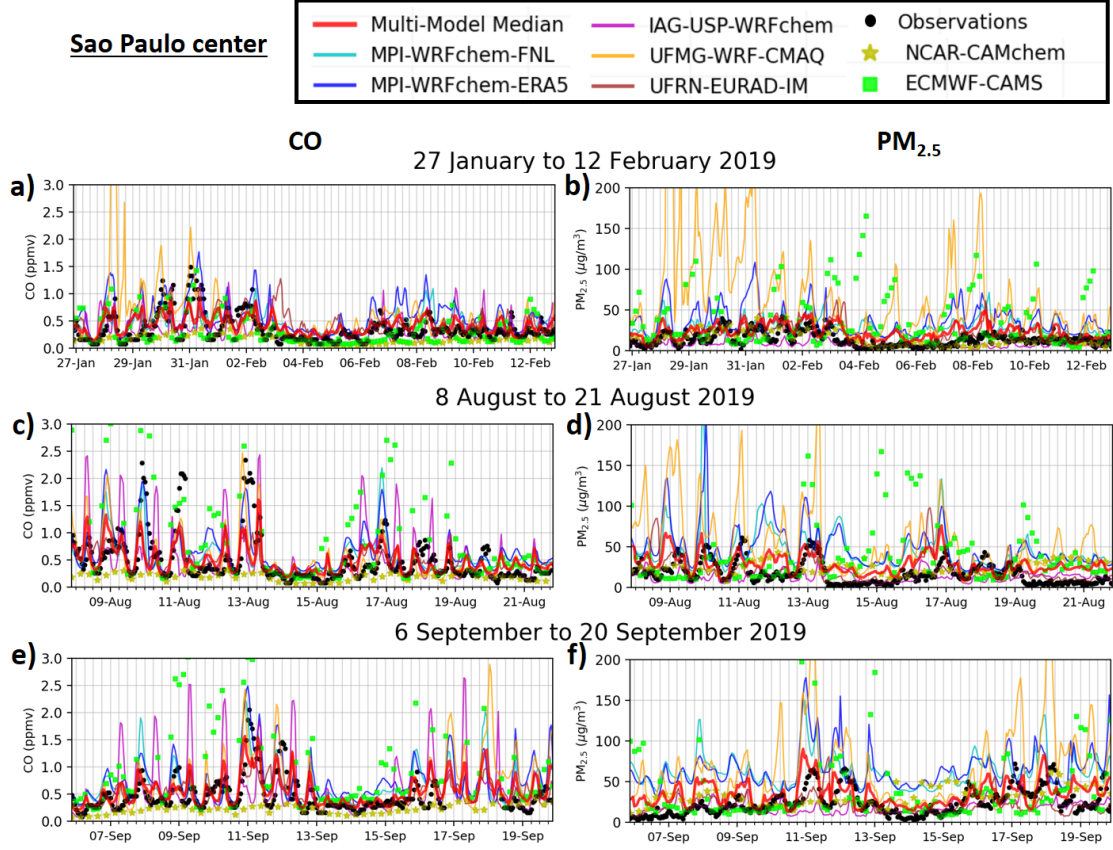 Sao Paulo center
Multi-Model Median
MPI-WRFchem-FNL
MPI-WRFchem-ERA5
IAG-USP-WRFchem
UFMG-WRF-CMAQ
UFRN-EURAD-IM
Observations
NCAR-CAMchem
ECMWF-CAMS
CO
PM2.5
27 January to 12 February 2019
a)
CO (ppmv)
3.0
2.5
2.0
1.5
1.0
0.5
0.0
27-Jan 29-Jan 31-Jan 02-Feb 04-Feb 06-Feb 08-Feb 10-Feb 12-Feb
b)
PM2.5 (μg/m³)
200
150
100
50
0
27-Jan 29-Jan 31-Jan 02-Feb 04-Feb 06-Feb 08-Feb 10-Feb 12-Feb
8 August to 21 August 2019
c)
CO (ppmv)
3.0
2.5
2.0
1.5
1.0
0.5
0.0
09-Aug 11-Aug 13-Aug 15-Aug 17-Aug 19-Aug 21-Aug
d)
PM2.5 (μg/m³)
200
150
100
50
0
09-Aug 11-Aug 13-Aug 15-Aug 17-Aug 19-Aug 21-Aug
6 September to 20 September 2019
e)
CO (ppmv)
3.0
2.5
2.0
1.5
1.0
0.5
0.0
07-Sep 09-Sep 11-Sep 13-Sep 15-Sep 17-Sep 19-Sep
f)
PM2.5 (μg/m³)
200
150
100
50
0
07-Sep 09-Sep 11-Sep 13-Sep 15-Sep 17-Sep 19-Sep